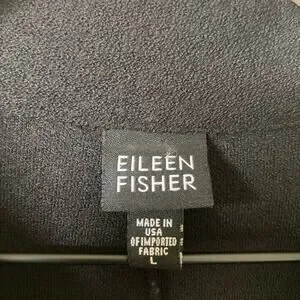 EILEEN
FISHER
MADE IN
USA
OF IMPORTED
FABRIC
L